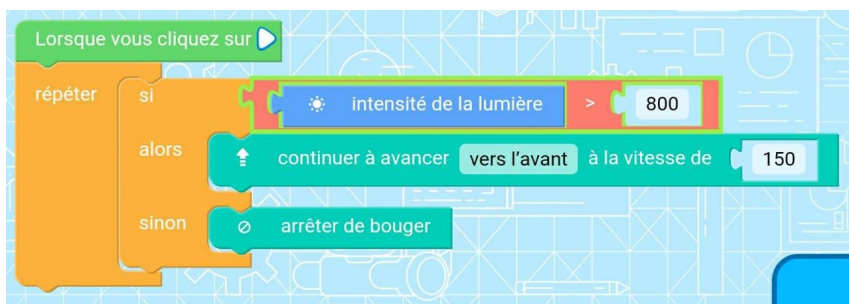 Lorsque vous cliquez sur
répéter si intensité de la lumière > 800
alors continuer à avancer vers l'avant à la vitesse de 150
sinon arrêter de bouger